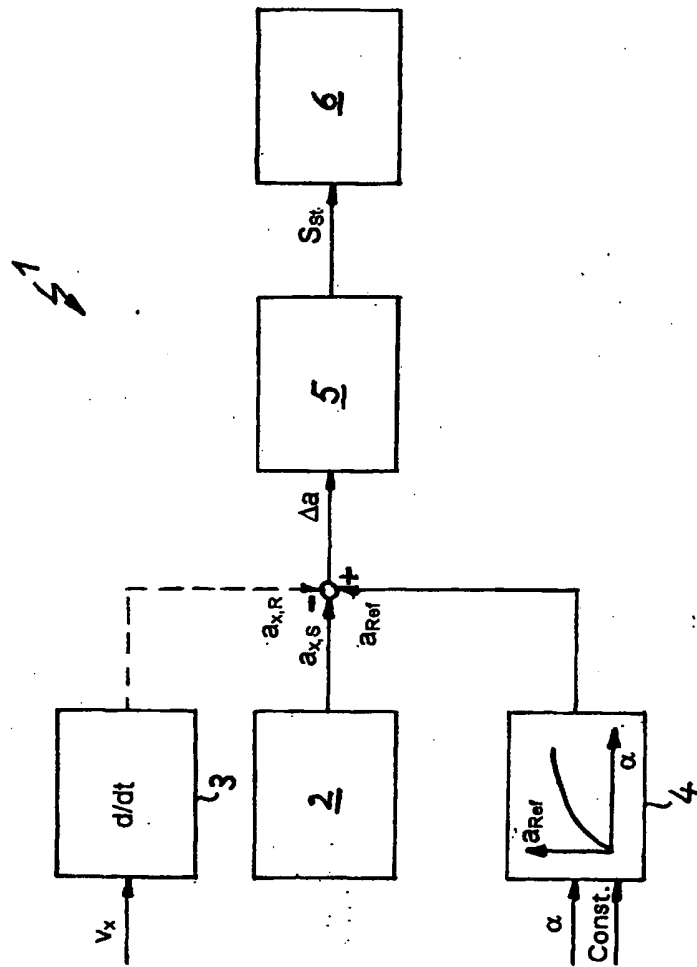 1
v_x
d/dt
3
a_x,R
2
a_x,s
a_Ref
α
Const.
a_Ref
α
4
-
+
Δa
5
S_St.
6